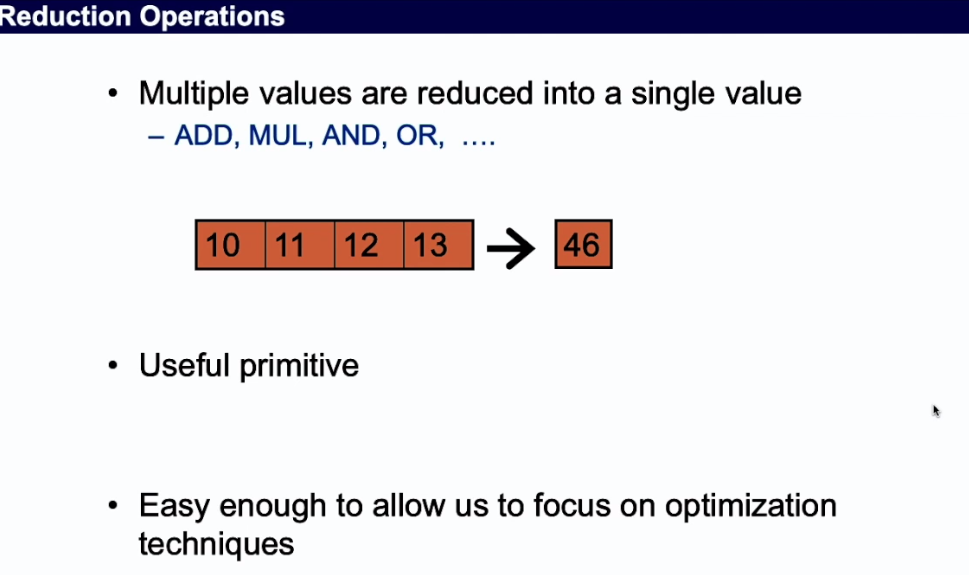 Reduction Operations
• Multiple values are reduced into a single value
– ADD, MUL, AND, OR, ....
10 11 12 13 → 46
• Useful primitive
• Easy enough to allow us to focus on optimization
techniques